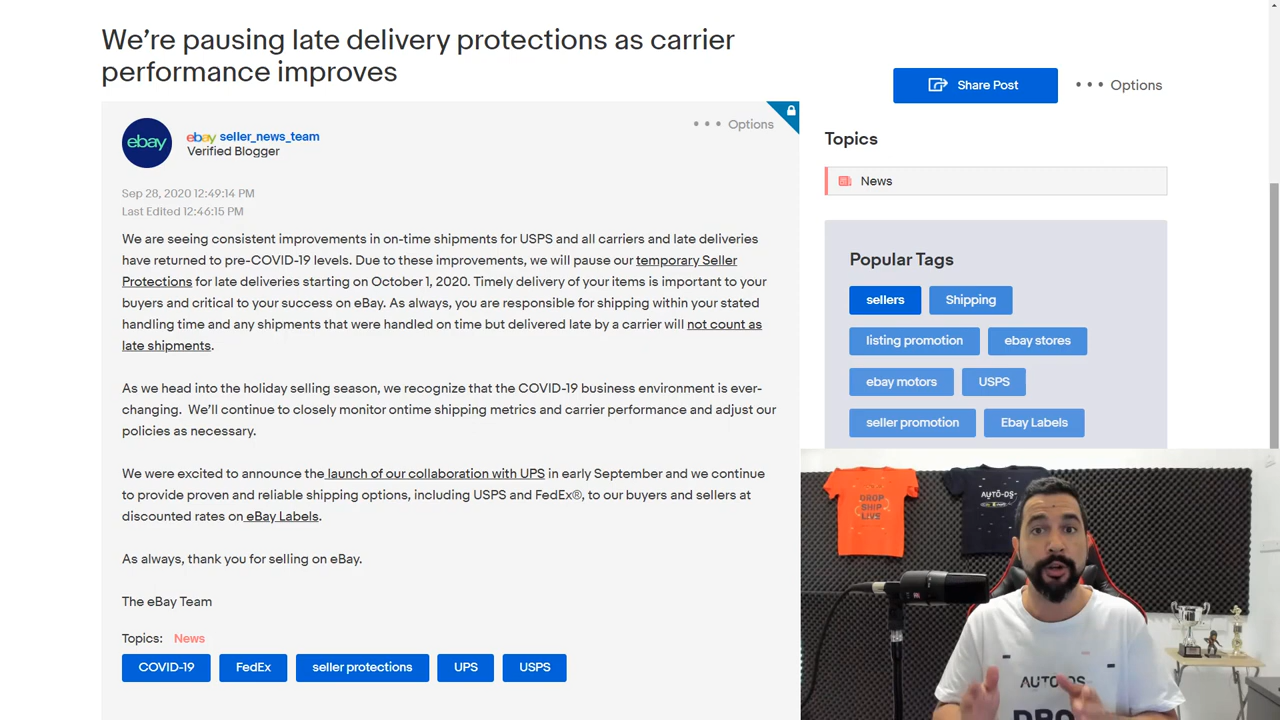 We’re pausing late delivery protections as carrier
performance improves
Share Post
Options
ebay
ebay seller_news_team
Verified Blogger
Options
Sep 28, 2020 12:49:14 PM
Last Edited 12:46:15 PM
We are seeing consistent improvements in on-time shipments for USPS and all carriers and late deliveries
have returned to pre-COVID-19 levels. Due to these improvements, we will pause our temporary Seller
Protections for late deliveries starting on October 1, 2020. Timely delivery of your items is important to your
buyers and critical to your success on eBay. As always, you are responsible for shipping within your stated
handling time and any shipments that were handled on time but delivered late by a carrier will not count as
late shipments.
As we head into the holiday selling season, we recognize that the COVID-19 business environment is ever-
changing. We’ll continue to closely monitor ontime shipping metrics and carrier performance and adjust our
policies as necessary.
We were excited to announce the launch of our collaboration with UPS in early September and we continue
to provide proven and reliable shipping options, including USPS and FedEx®, to our buyers and sellers at
discounted rates on eBay Labels.
As always, thank you for selling on eBay.
The eBay Team
Topics: News
COVID-19
FedEx
seller protections
UPS
USPS
Topics
News
Popular Tags
sellers
Shipping
listing promotion
ebay stores
ebay motors
USPS
seller promotion
Ebay Labels
DROP
SHIP
LIVE
AUTO-DS
AUTODS
DRO